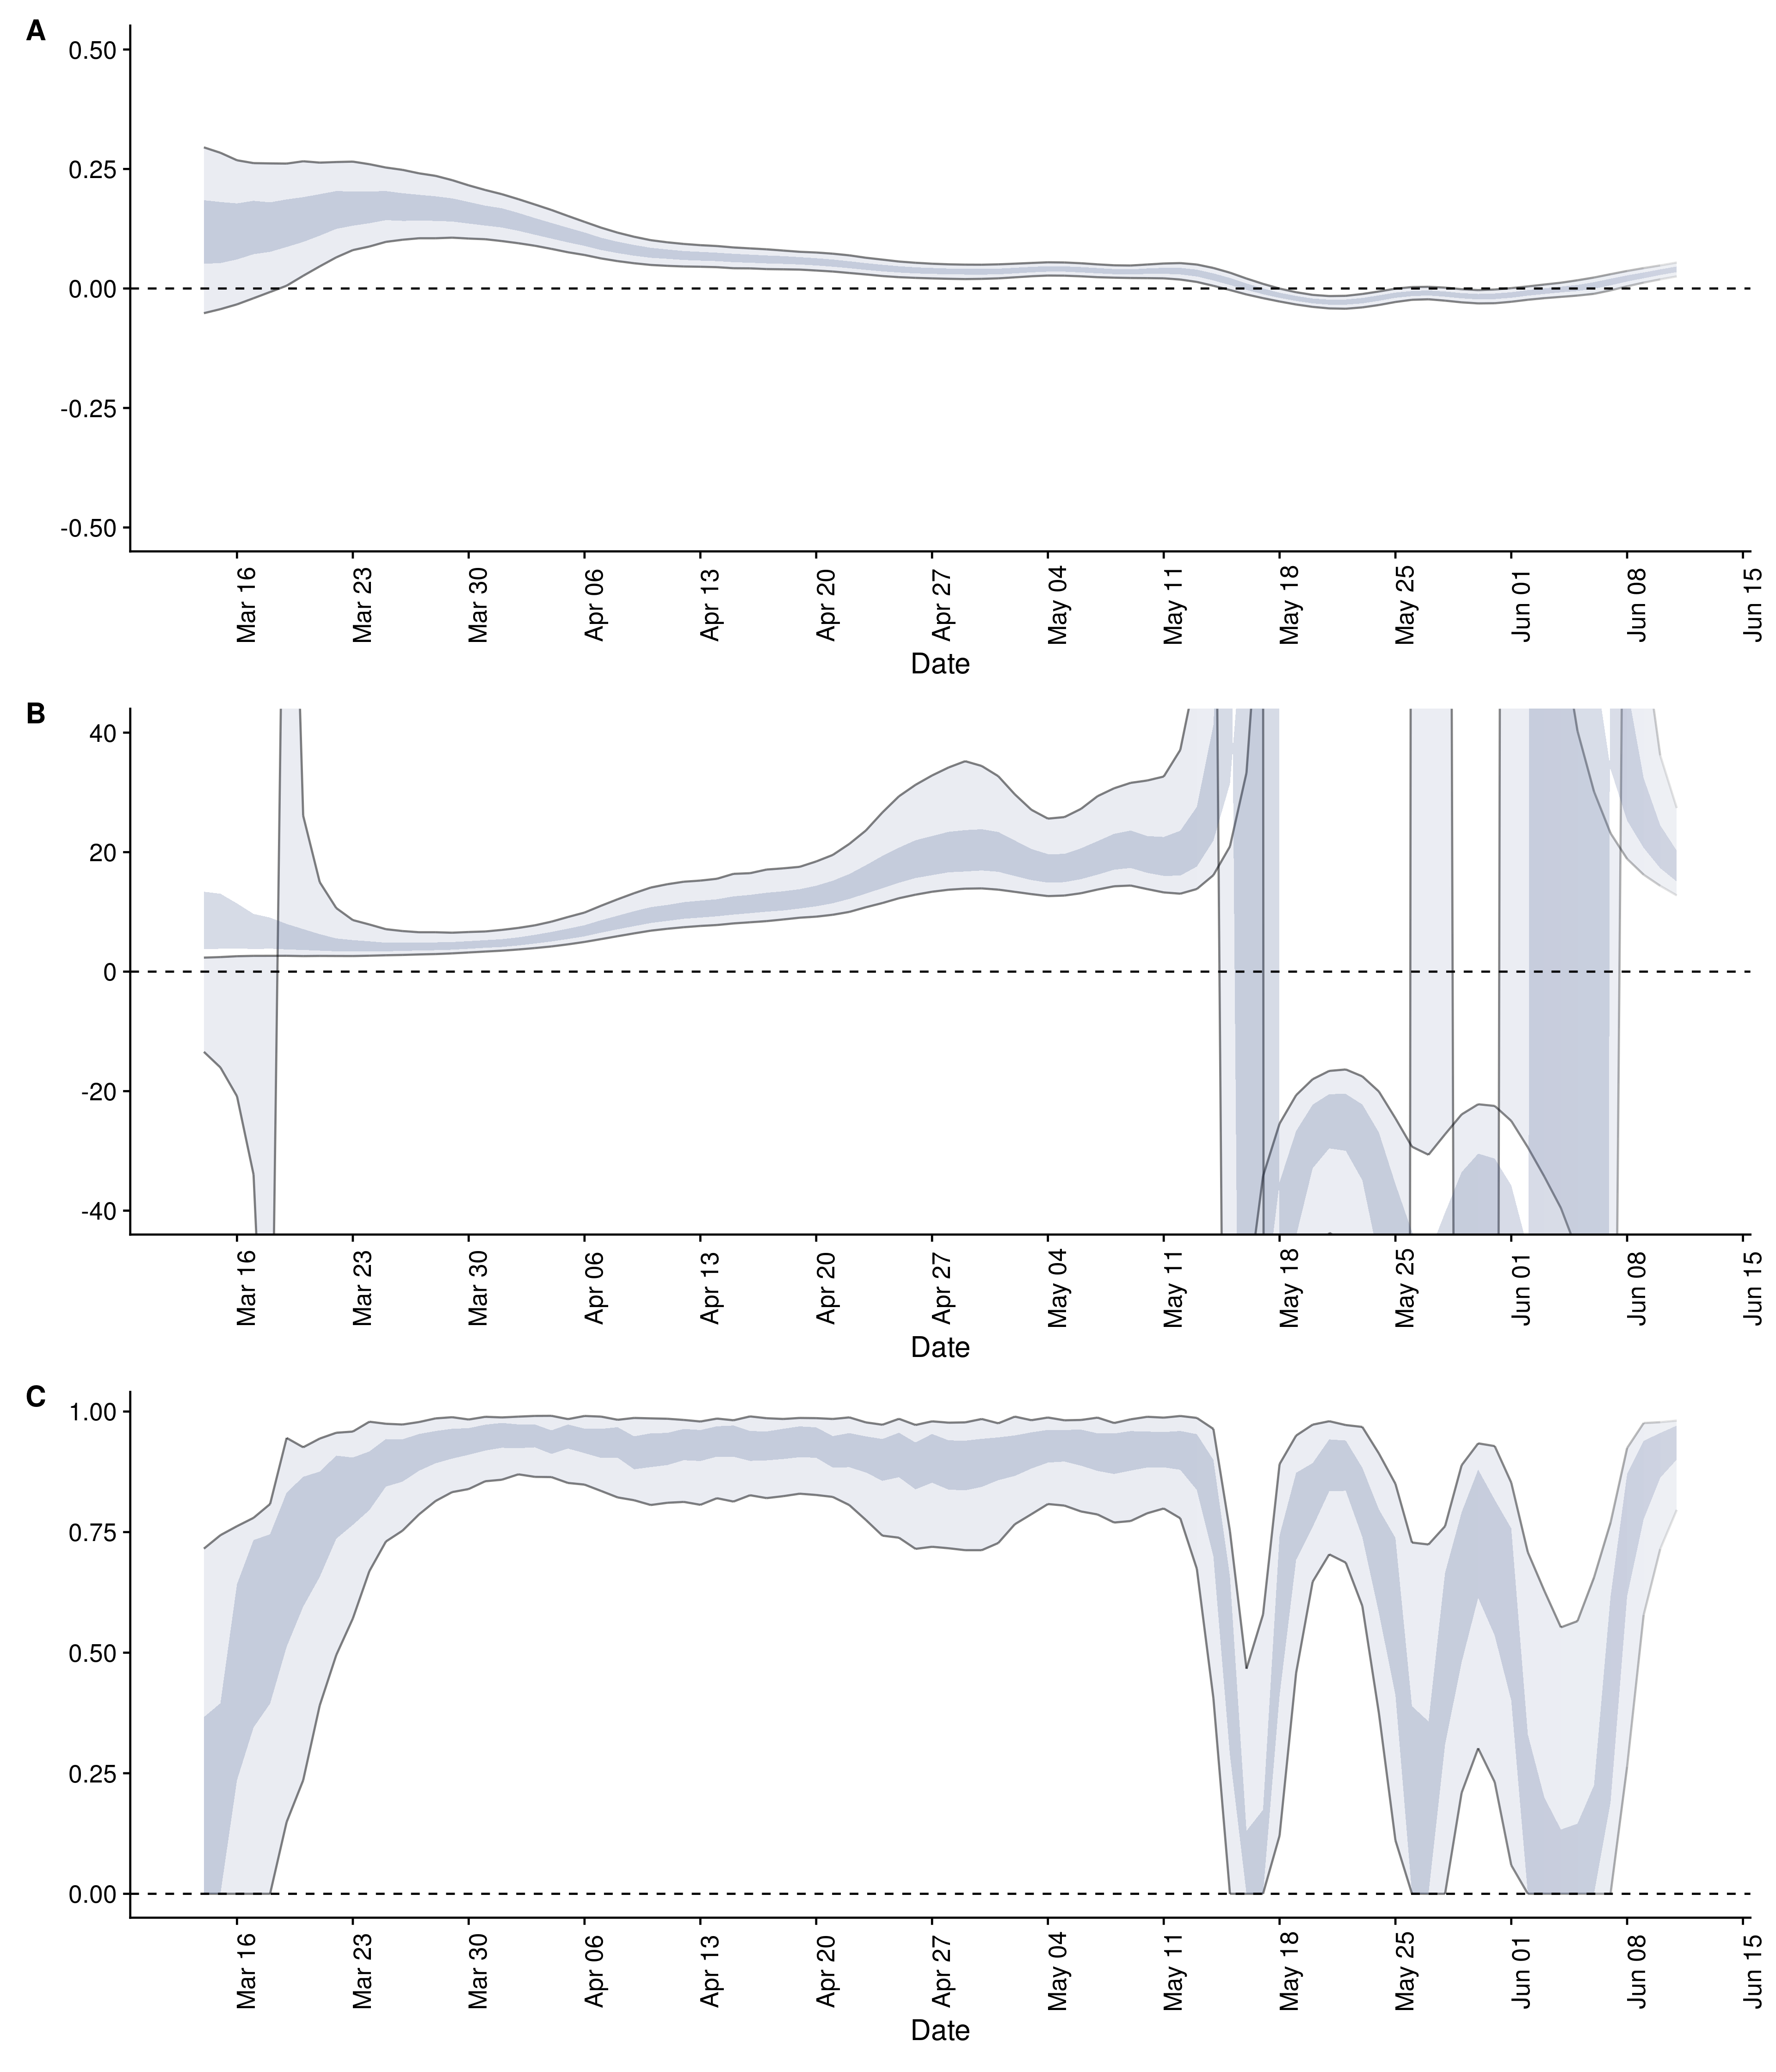 A
0.50
0.25
0.00
-0.25
-0.50
Mar 16
Mar 23
Mar 30
Apr 06
Apr 13
Apr 20
Apr 27
May 04
May 11
May 18
May 25
Jun 01
Jun 08
Jun 15
Date
B
40
20
0
-20
-40
Mar 16
Mar 23
Mar 30
Apr 06
Apr 13
Apr 20
Apr 27
May 04
May 11
May 18
May 25
Jun 01
Jun 08
Jun 15
Date
C
1.00
0.75
0.50
0.25
0.00
Mar 16
Mar 23
Mar 30
Apr 06
Apr 13
Apr 20
Apr 27
May 04
May 11
May 18
May 25
Jun 01
Jun 08
Jun 15
Date